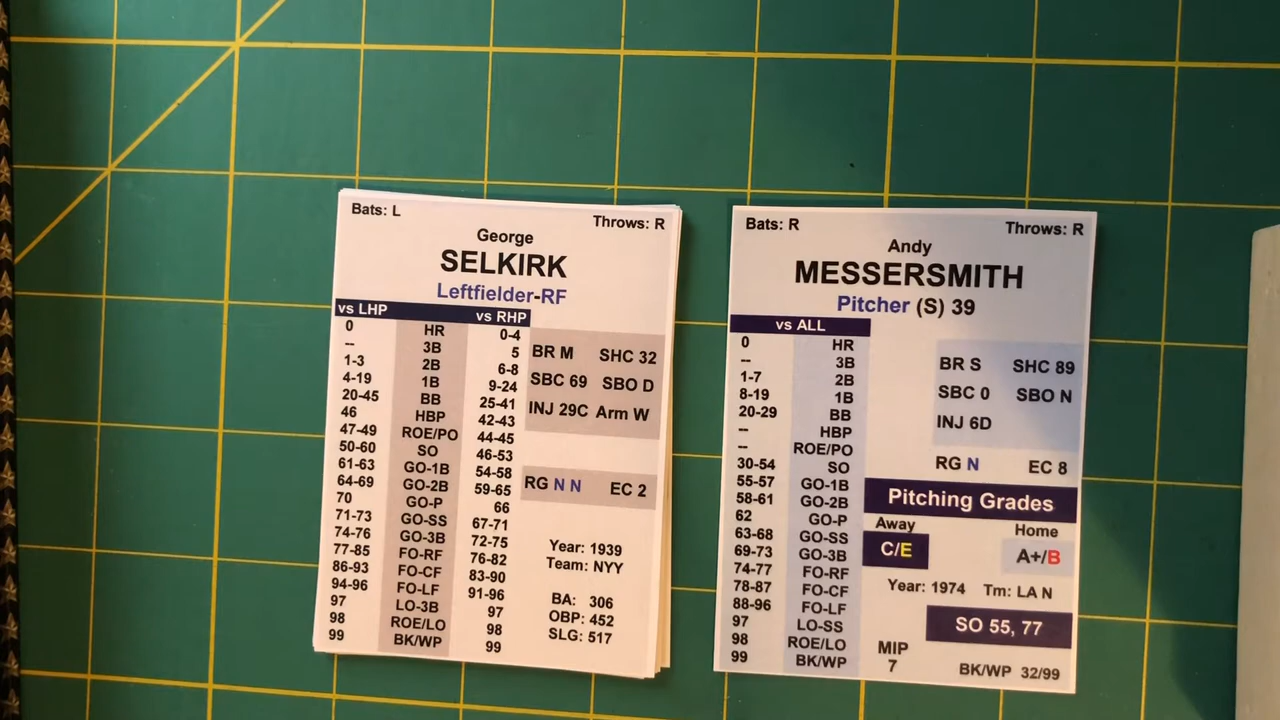 Bats: L
Throws: R
George
SELKIRK
Leftfielder-RF
vs LHP vs RHP
0 HR 0-4
-- 3B 5
1-3 2B 6-8
4-19 1B 9-24
20-45 BB 25-41
46 HBP 42-43
47-49 ROE/PO 44-45
50-60 SO 46-53
61-63 GO-1B 54-58
64-69 GO-2B 59-65
70 GO-P 66
71-73 GO-SS 67-71
74-76 GO-3B 72-75
77-85 FO-RF 76-82
86-93 FO-CF 83-90
94-96 FO-LF 91-96
97 LO-3B 97
98 ROE/LO 98
99 BK/WP 99
BR M SHC 32
SBC 69 SBO D
INJ 29C Arm W
RG N N EC 2
Year: 1939
Team: NYY
BA: 306
OBP: 452
SLG: 517
Bats: R
Throws: R
Andy
MESSERSMITH
Pitcher (S) 39
vs ALL
0 HR
-- 3B
1-7 2B
8-19 1B
20-29 BB
-- HBP
-- ROE/PO
30-54 SO
55-57 GO-1B
58-61 GO-2B
62 GO-P
63-68 GO-SS
69-73 GO-3B
74-77 FO-RF
78-87 FO-CF
88-96 FO-LF
97 LO-SS
98 ROE/LO
99 BK/WP
BR S SHC 89
SBC 0 SBO N
INJ 6D
RG N EC 8
Pitching Grades
Away Home
C/E A+/B
Year: 1974 Tm: LA N
SO 55, 77
MIP
7
BK/WP 32/99